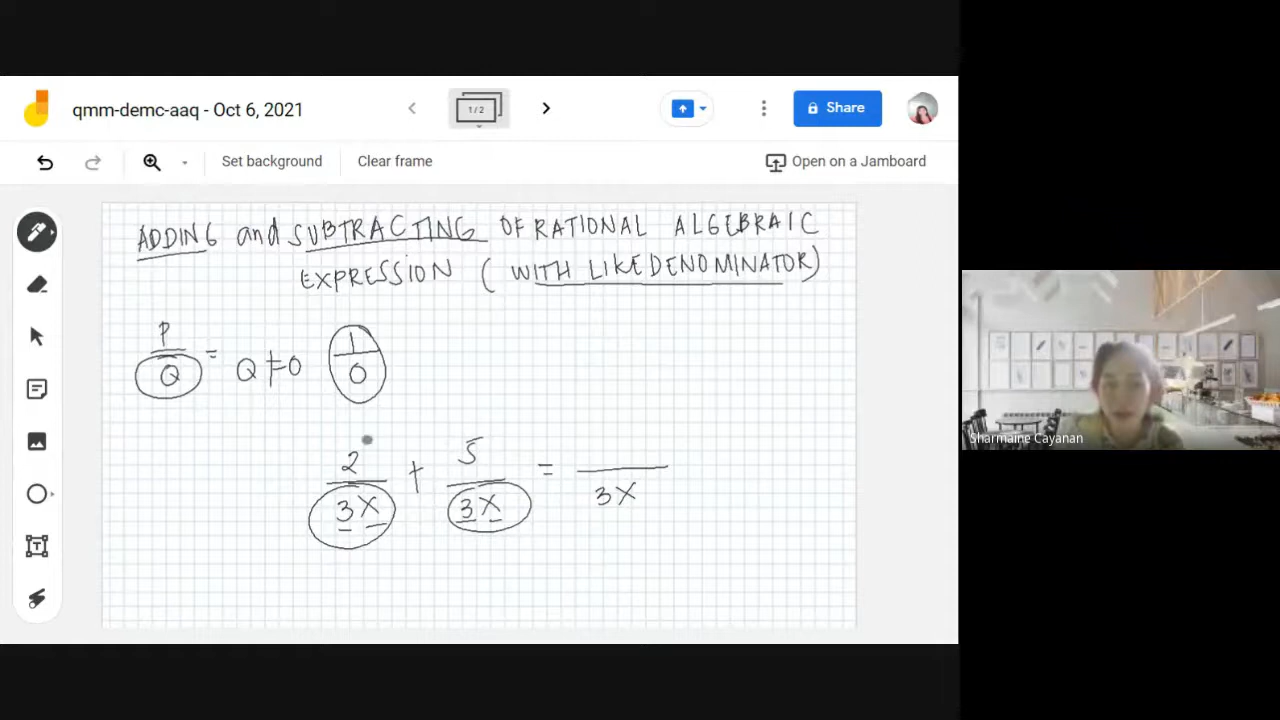 qmm-demc-aaq - Oct 6, 2021
1/2
Share
Set background
Clear frame
Open on a Jamboard
ADDING and SUBTRACTING OF RATIONAL ALGEBRAIC
EXPRESSION (WITH LIKE DENOMINATOR)
P/Q = Q ≠ 0 1/0
2/3X + 5/3X = /3X
Sharmaine Cayanan